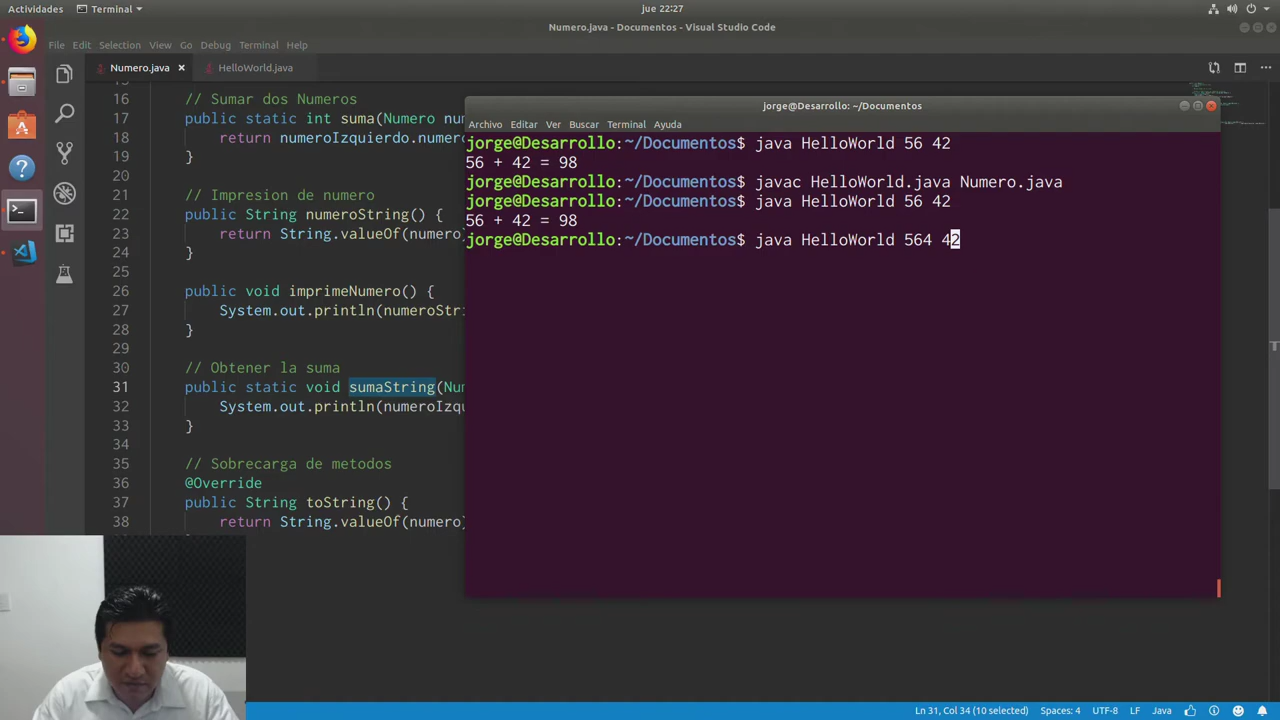 Actividades
Terminal
jue 22:27
Numero.java - Documentos - Visual Studio Code
File Edit Selection View Go Debug Terminal Help
Numero.java
HelloWorld.java
16 // Sumar dos Numeros
17 public static int suma(Numero
18 return numeroIzquierdo.
19 }
20
21 // Impresion de numero
22 public String numeroString() {
23 return String.valueOf(numero)
24 }
25
26 public void imprimeNumero() {
27 System.out.println(
28 }
29
30 // Obtener la suma
31 public static void sumaString(
32 System.out.println(
33 }
34
35 // Sobrecarga de metodos
36 @Override
37 public String toString() {
38 return String.valueOf(numero)
jorge@Desarrollo: ~/Documentos
Archivo Editar Ver Buscar Terminal Ayuda
jorge@Desarrollo:~/Documentos$ java HelloWorld 56 42
56 + 42 = 98
jorge@Desarrollo:~/Documentos$ javac HelloWorld.java Numero.java
jorge@Desarrollo:~/Documentos$ java HelloWorld 56 42
56 + 42 = 98
jorge@Desarrollo:~/Documentos$ java HelloWorld 564 42
Ln 31, Col 34 (10 selected) Spaces: 4 UTF-8 LF Java